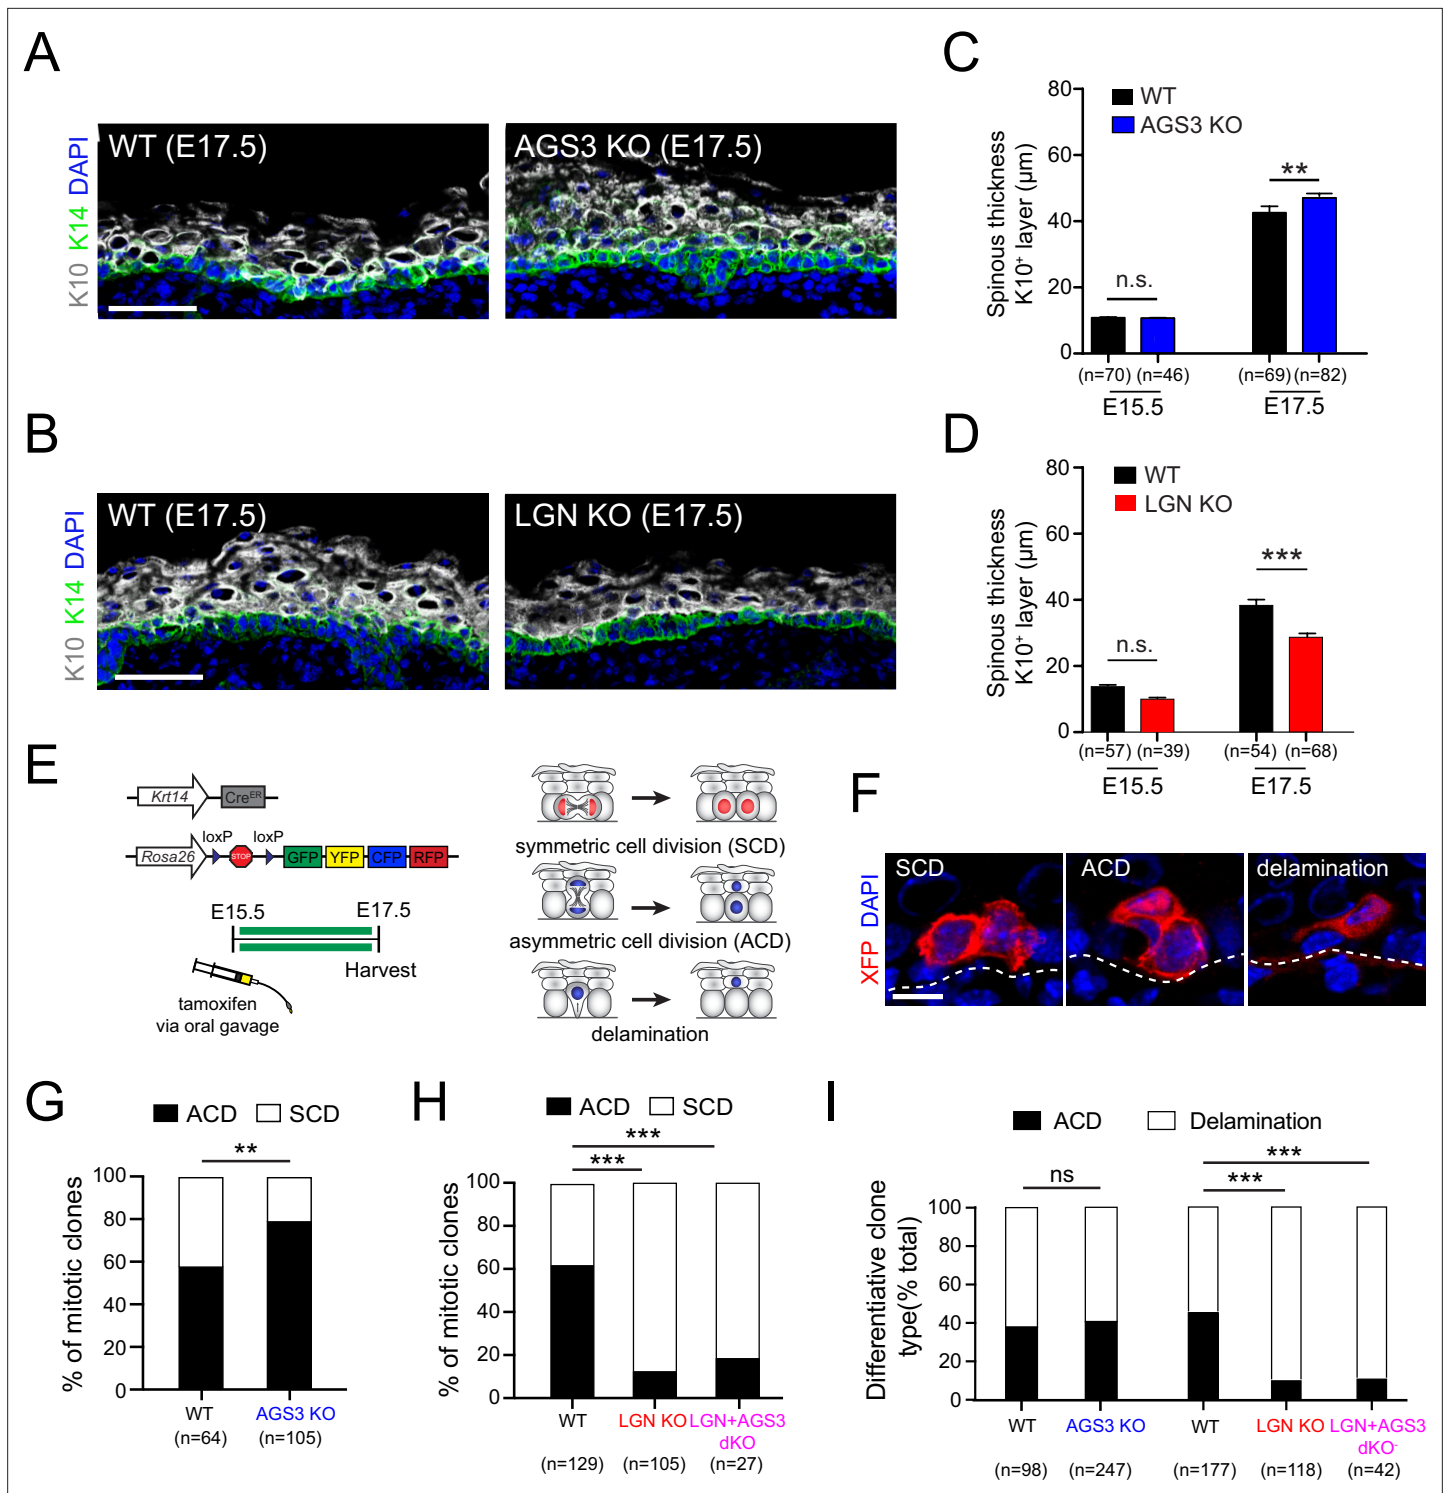 A
K10 K14 DAPI
WT (E17.5)
AGS3 KO (E17.5)
C
Spinous thickness
K10+ layer (μm)
80
60
40
20
0
WT
AGS3 KO
n.s.
**
(n=70) (n=46)
(n=69) (n=82)
E15.5
E17.5
B
K10 K14 DAPI
WT (E17.5)
LGN KO (E17.5)
D
Spinous thickness
K10+ layer (μm)
80
60
40
20
0
WT
LGN KO
n.s.
***
(n=57) (n=39)
(n=54) (n=68)
E15.5
E17.5
E
Krt14
CreER
loxP
loxP
Rosa26
STOP
GFP
YFP
CFP
RFP
E15.5
E17.5
Harvest
tamoxifen
via oral gavage
symmetric cell division (SCD)
asymmetric cell division (ACD)
delamination
F
XFP DAPI
SCD
ACD
delamination
G
ACD
SCD
**
% of mitotic clones
100
80
60
40
20
0
WT
(n=64)
AGS3 KO
(n=105)
H
ACD
SCD
***
***
% of mitotic clones
100
80
60
40
20
0
WT
(n=129)
LGN KO
(n=105)
LGN+AGS3
dKO
(n=27)
I
ACD
Delamination
ns
***
***
Differentiative clone
type(% total)
100
80
60
40
20
0
WT
(n=98)
AGS3 KO
(n=247)
WT
(n=177)
LGN KO
(n=118)
LGN+AGS3
dKO-
(n=42)